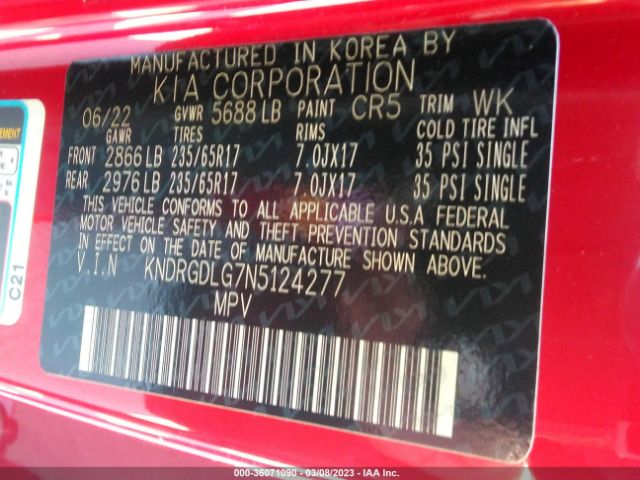 MANUFACTURED IN KOREA BY
KIA CORPORATION
06/22 GVWR 5688 LB PAINT CR5 TRIM WK
GAWR TIRES RIMS COLD TIRE INFL
FRONT 2866 LB 235/65R17 7.0JX17 35 PSI SINGLE
REAR 2976 LB 235/65R17 7.0JX17 35 PSI SINGLE
THIS VEHICLE CONFORMS TO ALL APPLICABLE U.S.A FEDERAL
MOTOR VEHICLE SAFETY AND THEFT PREVENTION STANDARDS
IN EFFECT ON THE DATE OF MANUFACTURE SHOWN ABOVE.
V.I.N KNDRGDLG7N5124277
MPV
C21
000-36071090 - 03/08/2023 - IAA Inc.